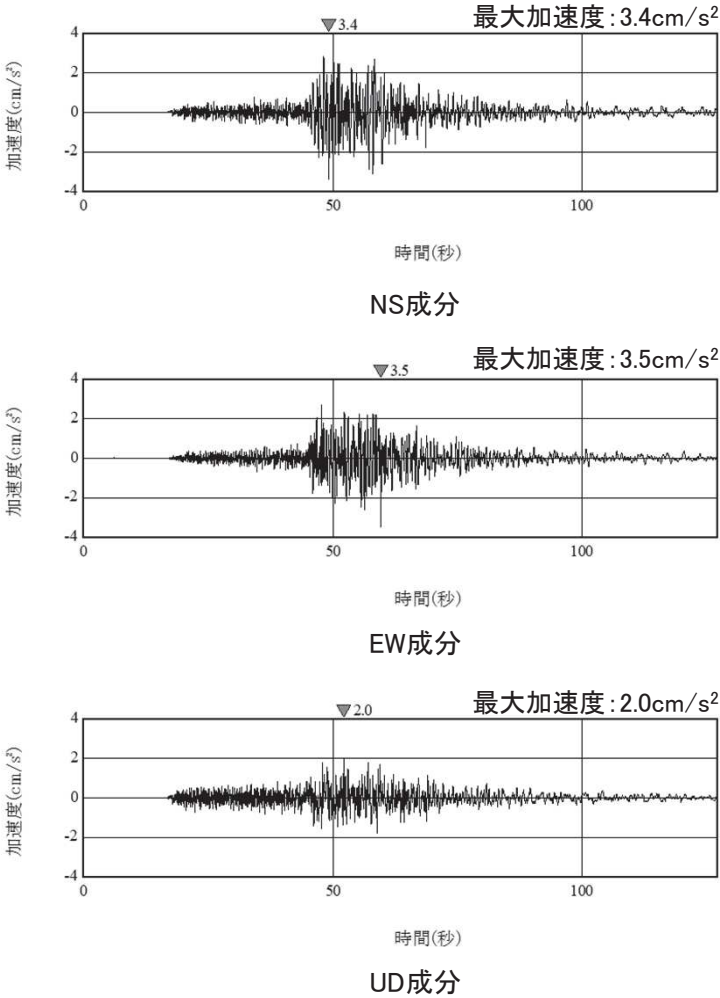 最大加速度:3.4cm/s²
▼3.4
4
2
0
-2
-4
加速度(cm/s²)
0 50 100
時間(秒)
NS成分
最大加速度:3.5cm/s²
▼3.5
4
2
0
-2
-4
加速度(cm/s²)
0 50 100
時間(秒)
EW成分
最大加速度:2.0cm/s²
▼2.0
4
2
0
-2
-4
加速度(cm/s²)
0 50 100
時間(秒)
UD成分